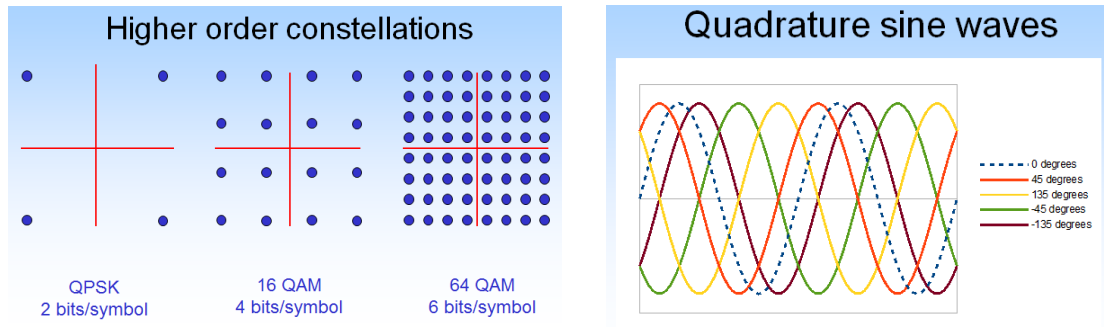 Higher order constellations
QPSK
2 bits/symbol
16 QAM
4 bits/symbol
64 QAM
6 bits/symbol
Quadrature sine waves
0 degrees
45 degrees
135 degrees
-45 degrees
-135 degrees